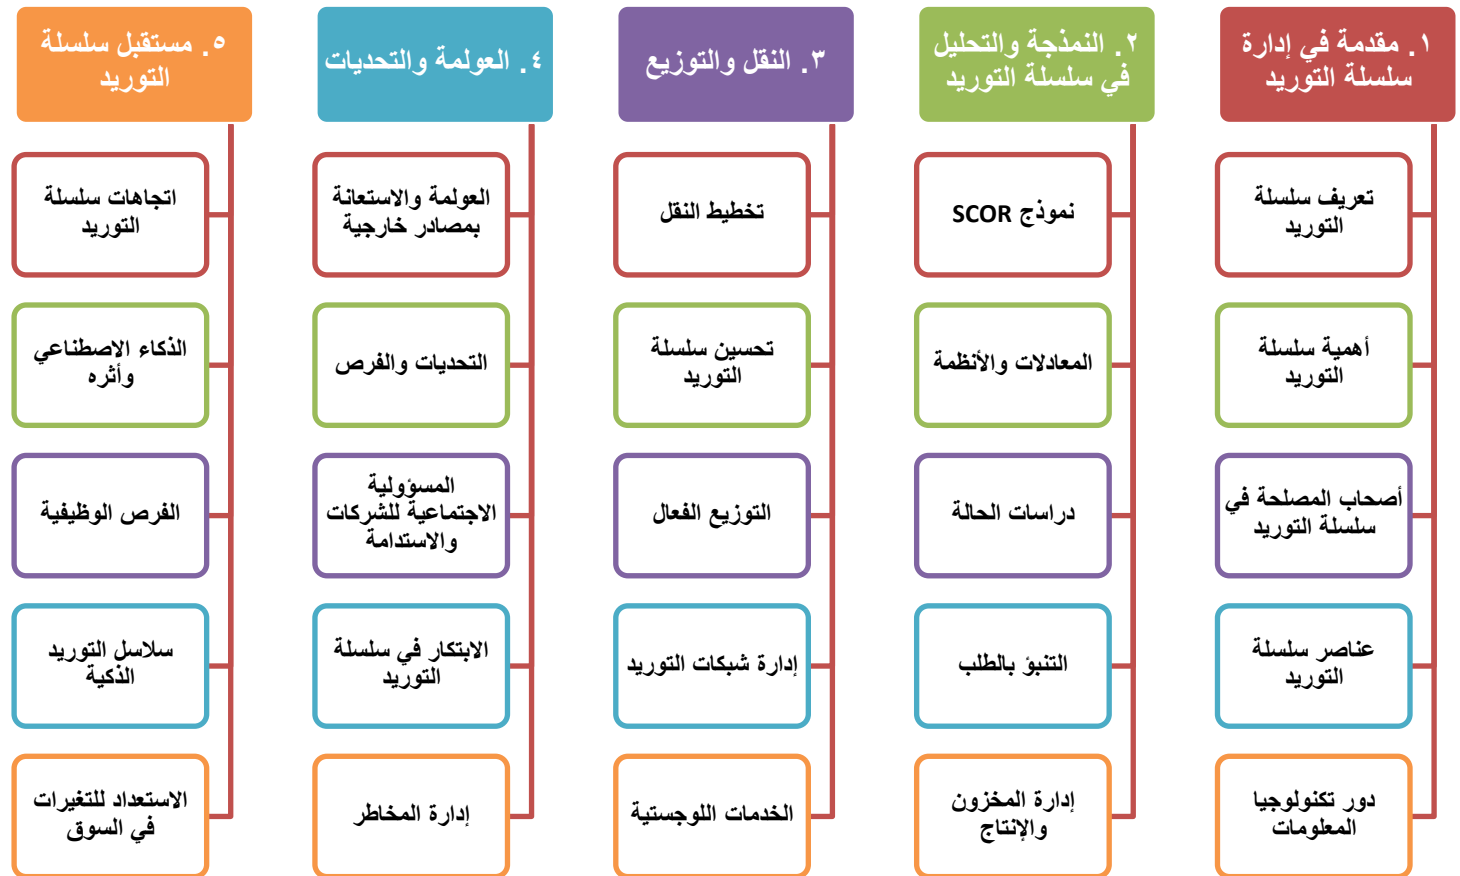 ١. مقدمة في إدارة
سلسلة التوريد
تعريف سلسلة
التوريد
أهمية سلسلة
التوريد
أصحاب المصلحة في
سلسلة التوريد
عناصر سلسلة
التوريد
دور تكنولوجيا
المعلومات
٢. النمذجة والتحليل
في سلسلة التوريد
نموذج SCOR
المعادلات والأنظمة
دراسات الحالة
التنبؤ بالطلب
إدارة المخزون
والإنتاج
٣. النقل والتوزيع
تخطيط النقل
تحسين سلسلة
التوريد
التوزيع الفعال
إدارة شبكات التوريد
الخدمات اللوجستية
٤. العولمة والتحديات
العولمة والاستعانة
بمصادر خارجية
التحديات والفرص
المسؤولية
الاجتماعية للشركات
والاستدامة
الابتكار في سلسلة
التوريد
إدارة المخاطر
٥. مستقبل سلسلة
التوريد
اتجاهات سلسلة
التوريد
الذكاء الاصطناعي
وأثره
الفرص الوظيفية
سلاسل التوريد
الذكية
الاستعداد للتغيرات
في السوق